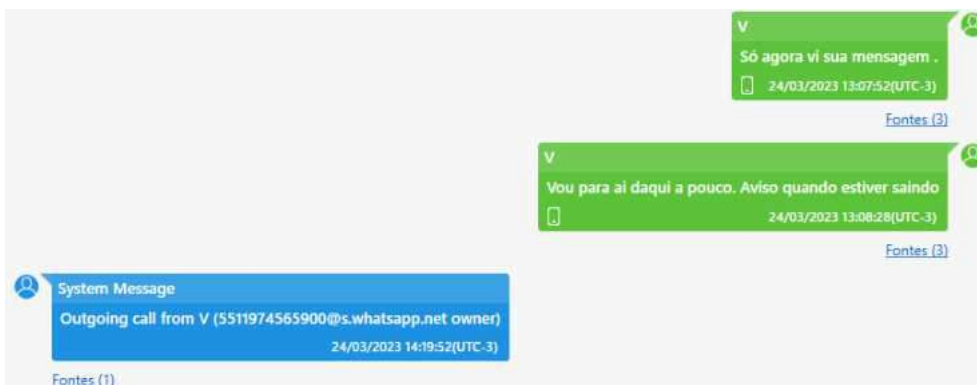 V
Só agora vi sua mensagem .
24/03/2023 13:07:52(UTC-3)
Fontes (3)
V
Vou para ai daqui a pouco. Aviso quando estiver saindo
24/03/2023 13:08:28(UTC-3)
Fontes (3)
System Message
Outgoing call from V (5511974565900@s.whatsapp.net owner)
24/03/2023 14:19:52(UTC-3)
Fontes (1)